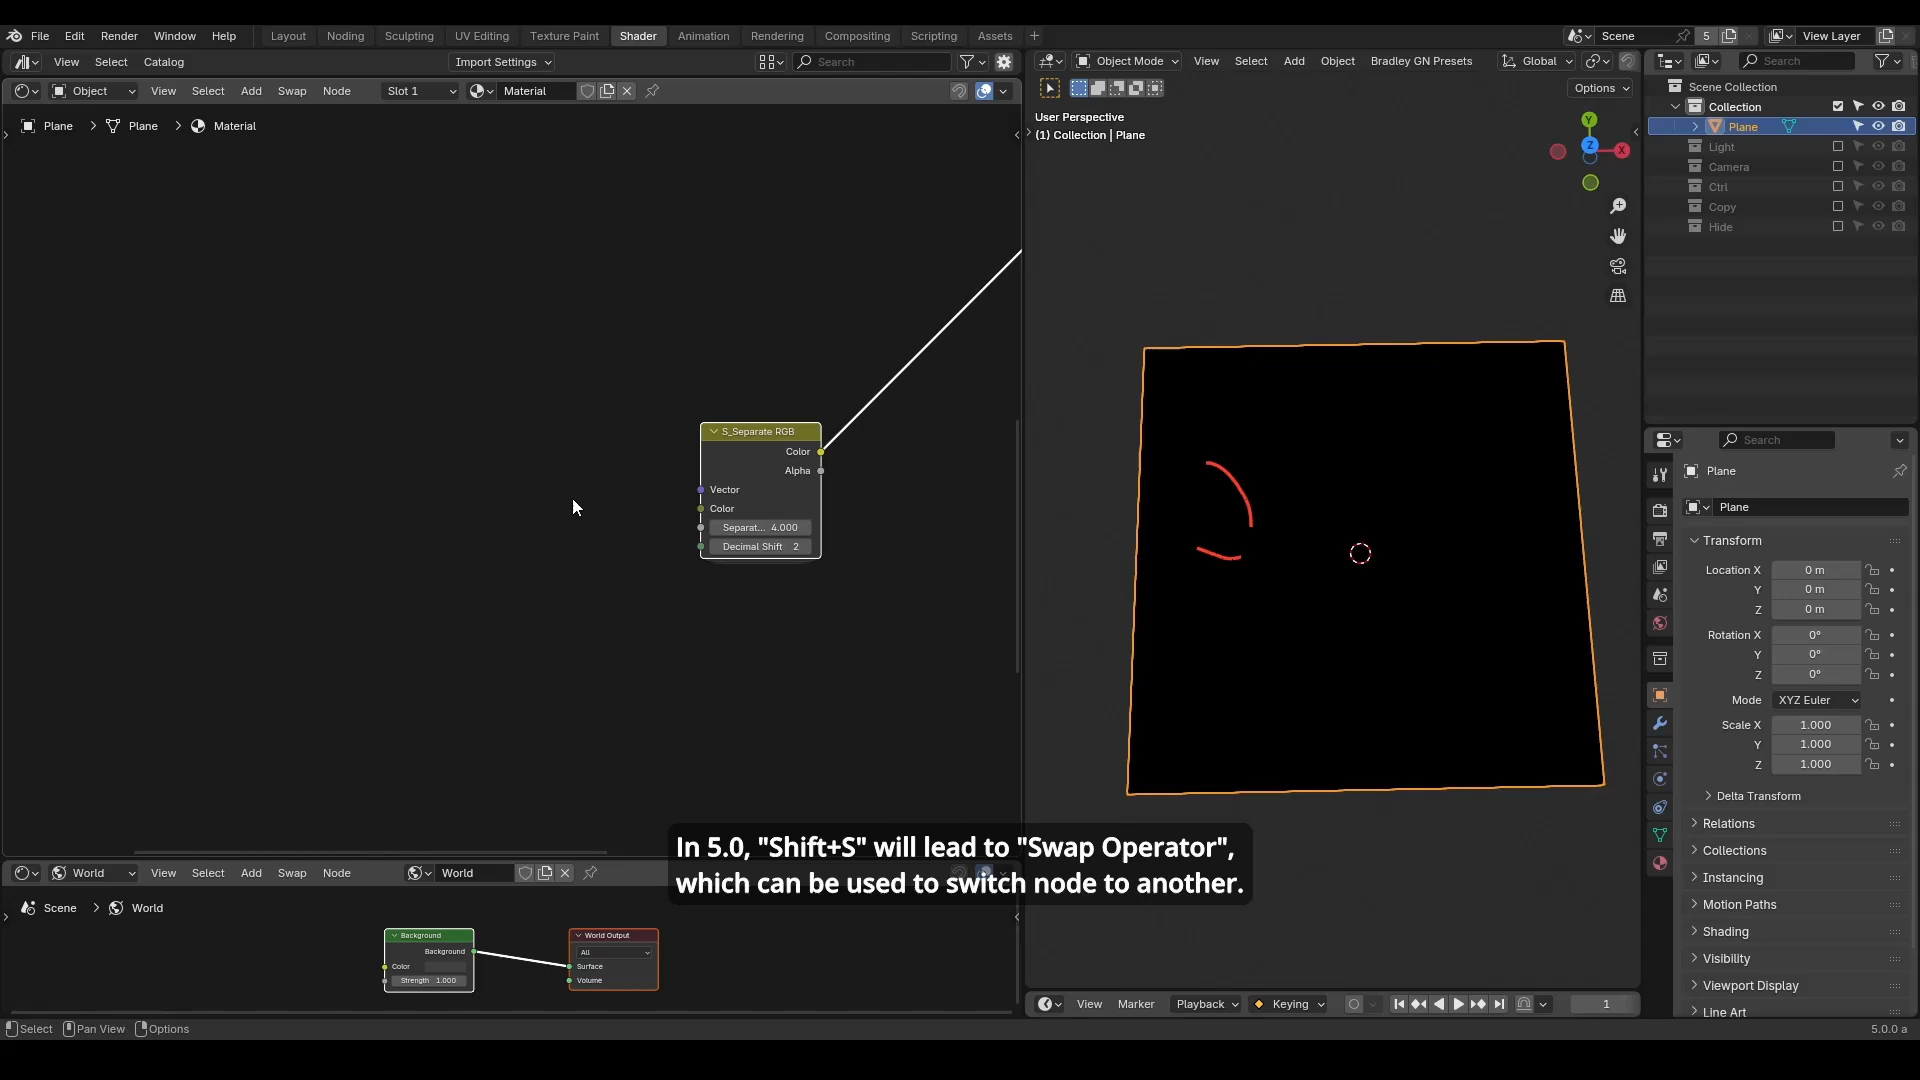 File Edit Render Window Help Layout Noding Sculpting UV Editing Texture Paint Shader Animation Rendering Compositing Scripting Assets + Scene 5 View Layer
View Select Catalog Import Settings Search
Object Mode View Select Add Object Bradley GN Presets Global
Search
Object View Select Add Swap Node Slot 1 Material
Options
Plane > Plane > Material
User Perspective
(1) Collection | Plane
Y
Z
X
Scene Collection
Collection
Plane
Light
Camera
Ctrl
Copy
Hide
S_Separate RGB
Color
Alpha
Vector
Color
Separat... 4.000
Decimal Shift 2
Search
Plane
Plane
Transform
Location X 0 m
Y 0 m
Z 0 m
Rotation X 0°
Y 0°
Z 0°
Mode XYZ Euler
Scale X 1.000
Y 1.000
Z 1.000
Delta Transform
Relations
Collections
Instancing
Motion Paths
Shading
Visibility
Viewport Display
Line Art
In 5.0, "Shift+S" will lead to "Swap Operator",
which can be used to switch node to another.
World View Select Add Swap Node World
Scene > World
Background
Background
Color
Strength 1.000
World Output
All
Surface
Volume
View Marker Playback Keying 1
Select Pan View Options
5.0.0 a